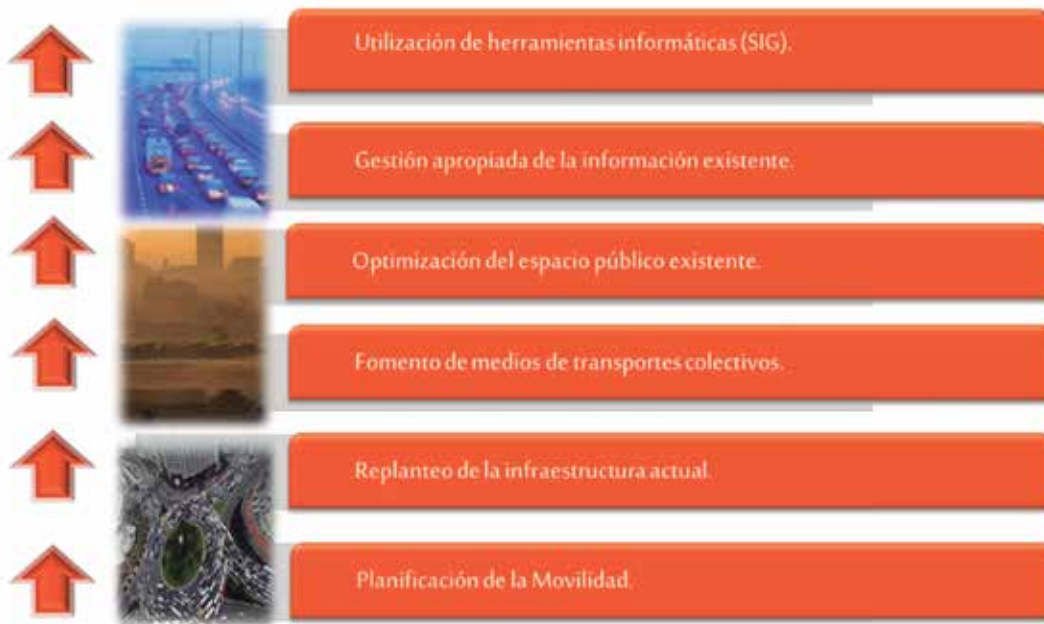 Utilización de herramientas informáticas (SIG).
Gestión apropiada de la información existente.
Optimización del espacio público existente.
Fomento de medios de transportes colectivos.
Replanteo de la infraestructura actual.
Planificación de la Movilidad.